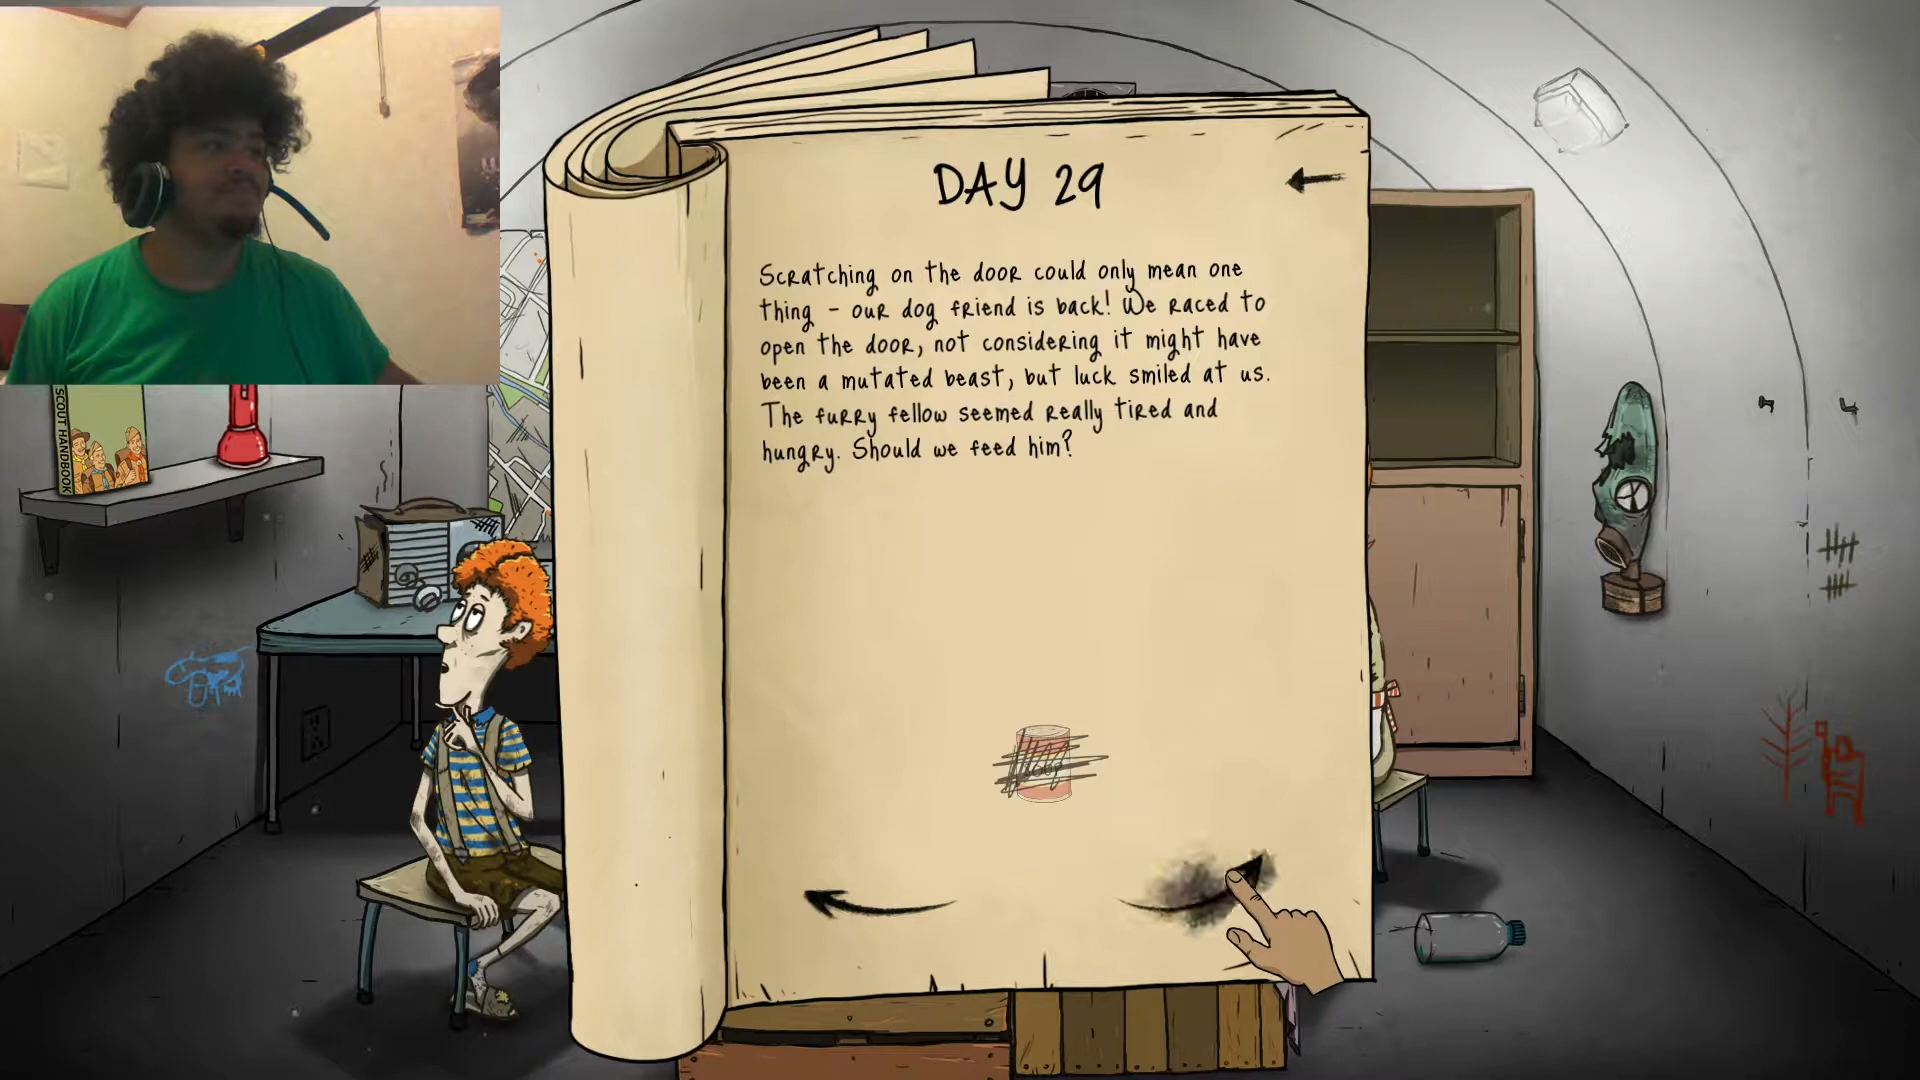 DAY 29
Scratching on the door could only mean one
thing - our dog friend is back! We raced to
open the door, not considering it might have
been a mutated beast, but luck smiled at us.
The furry fellow seemed really tired and
hungry. Should we feed him?
SCOUT HANDBOOK